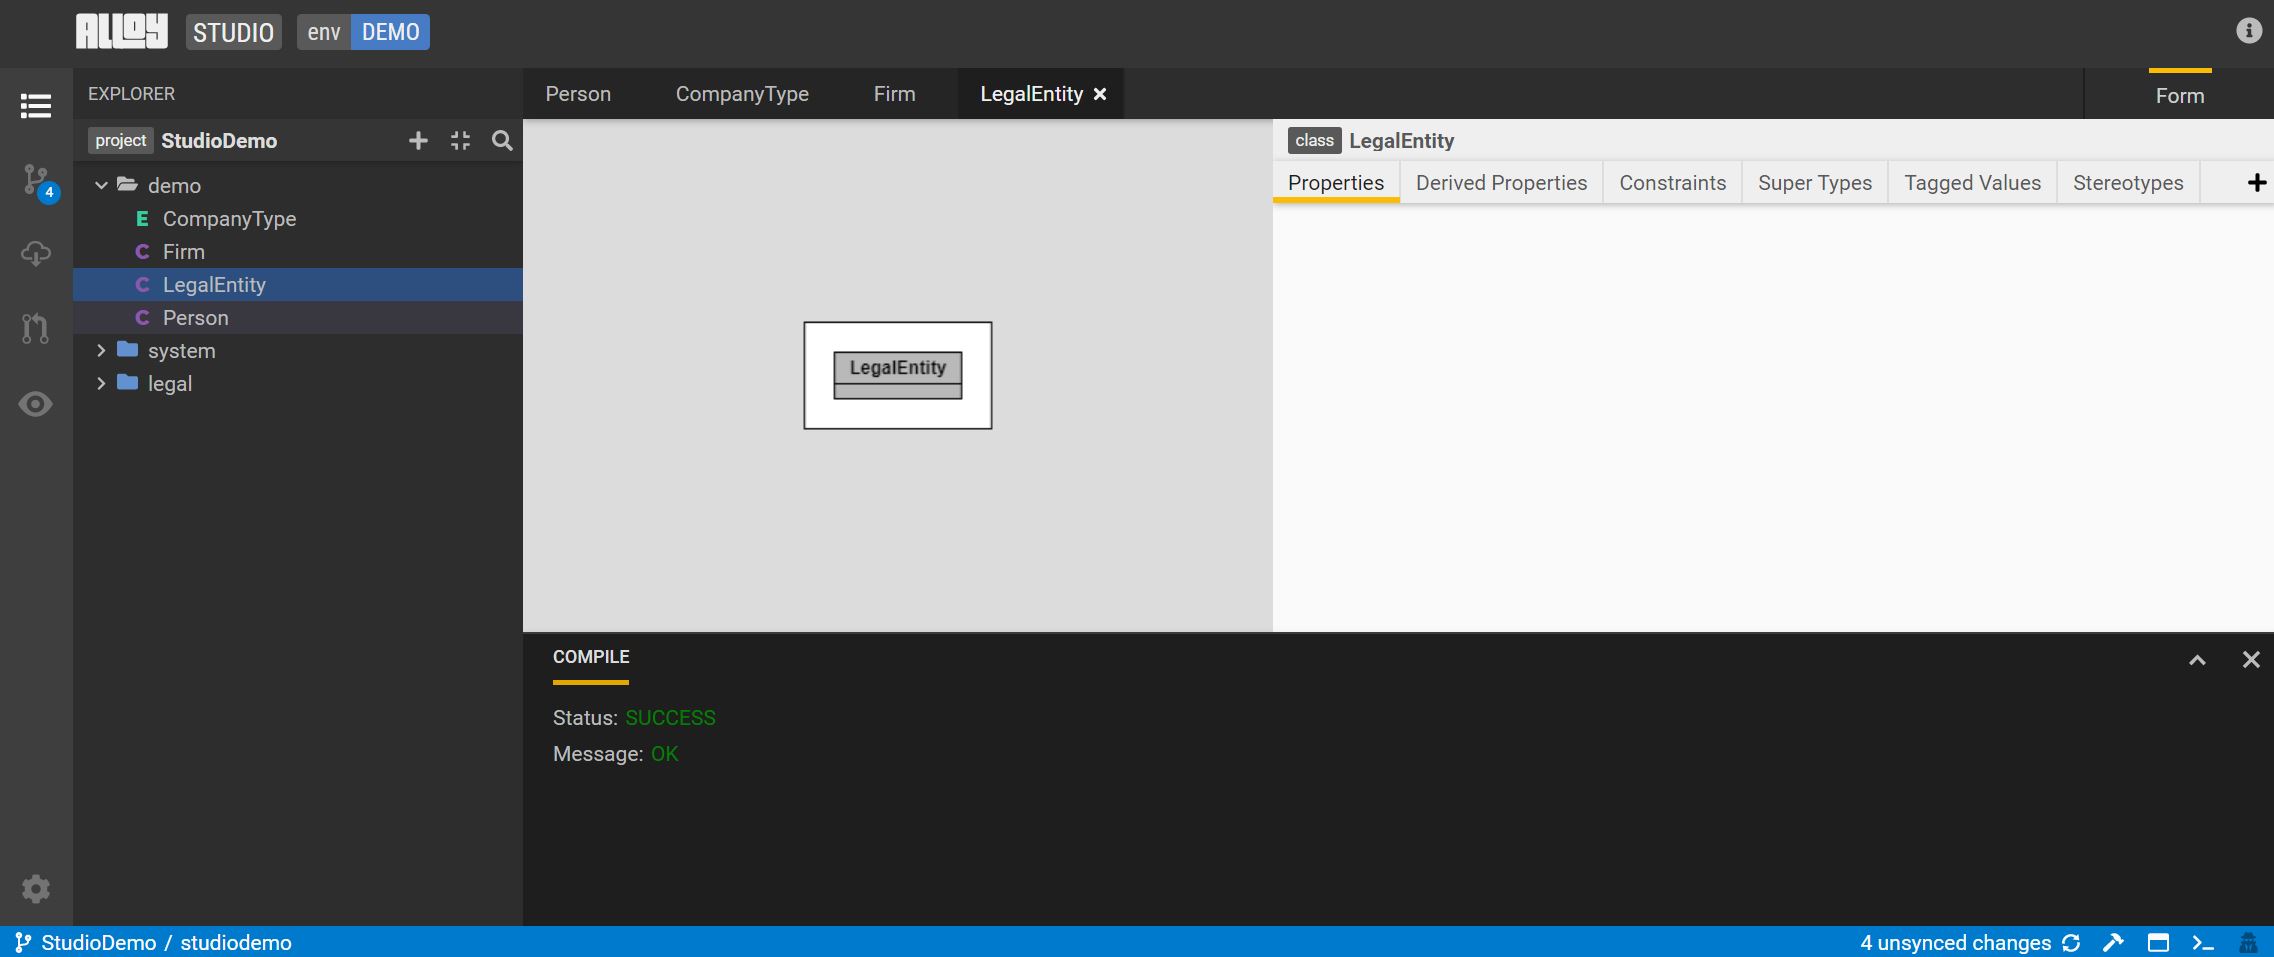 ALLOY STUDIO env DEMO
EXPLORER
project StudioDemo
demo
E CompanyType
C Firm
C LegalEntity
C Person
system
legal
4
Person CompanyType Firm LegalEntity
Form
LegalEntity
class LegalEntity
Properties Derived Properties Constraints Super Types Tagged Values Stereotypes
COMPILE
Status: SUCCESS
Message: OK
StudioDemo / studiodemo
4 unsynced changes